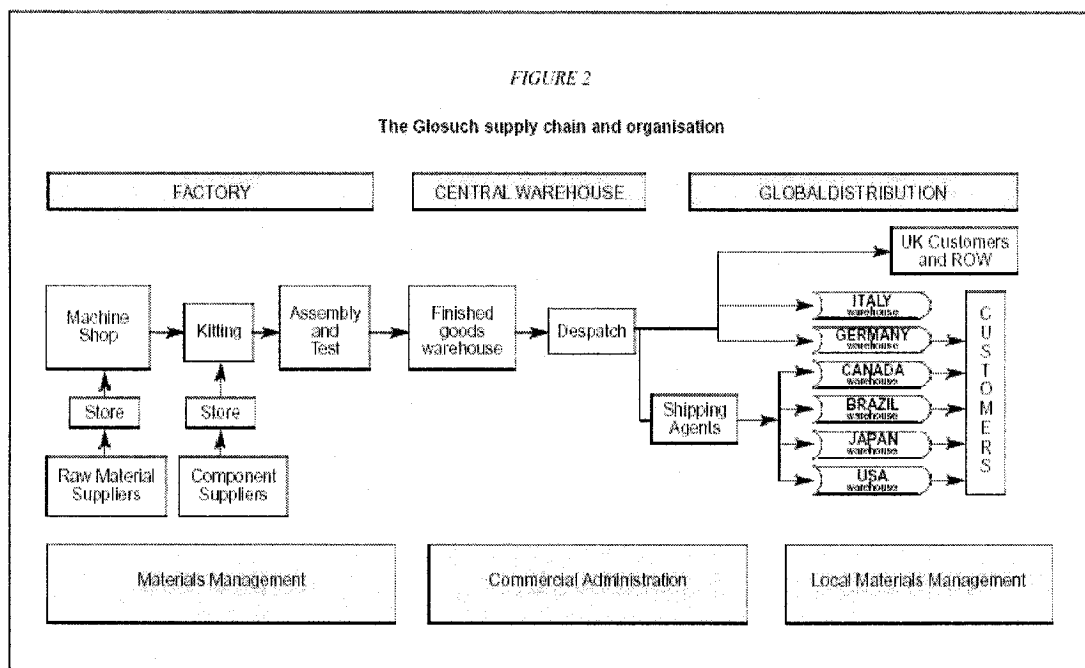 FIGURE 2
The Glosuch supply chain and organisation
FACTORY
CENTRAL WAREHOUSE
GLOBALDISTRIBUTION
UK Customers
and ROW
Machine
Shop
Kitting
Assembly
and
Test
Finished
goods
warehouse
Despatch
ITALY
warehouse
GERMANY
warehouse
CANADA
warehouse
BRAZIL
warehouse
JAPAN
warehouse
USA
warehouse
CUSTOMERS
Store
Store
Shipping
Agents
Raw Material
Suppliers
Component
Suppliers
Materials Management
Commercial Administration
Local Materials Management